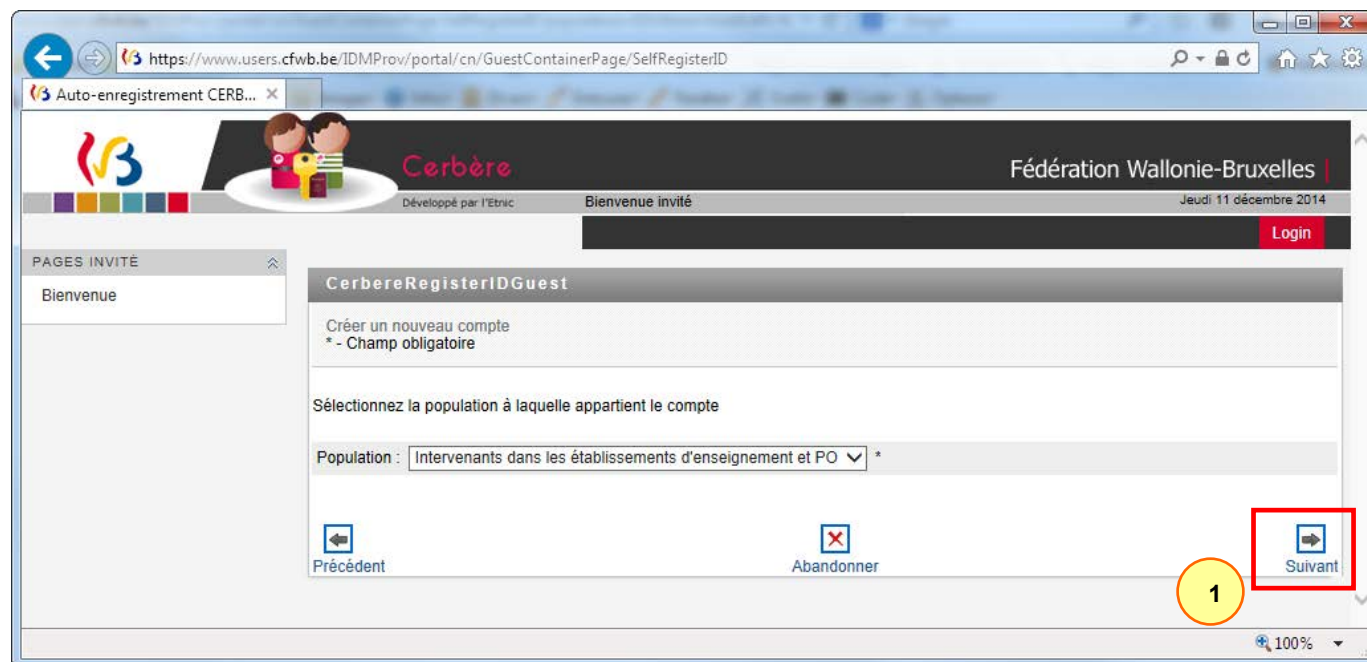 https://www.users.cfwb.be/IDMProv/portal/cn/GuestContainerPage/SelfRegisterID
Auto-enregistrement CERB...
Cerbère
Fédération Wallonie-Bruxelles
Développé par l'Etnic
Bienvenue invité
Jeudi 11 décembre 2014
Login
PAGES INVITÉ
Bienvenue
CerbereRegisterIDGuest
Créer un nouveau compte
* - Champ obligatoire
Sélectionnez la population à laquelle appartient le compte
Population : Intervenants dans les établissements d'enseignement et PO *
Précédent
Abandonner
Suivant
1
100%